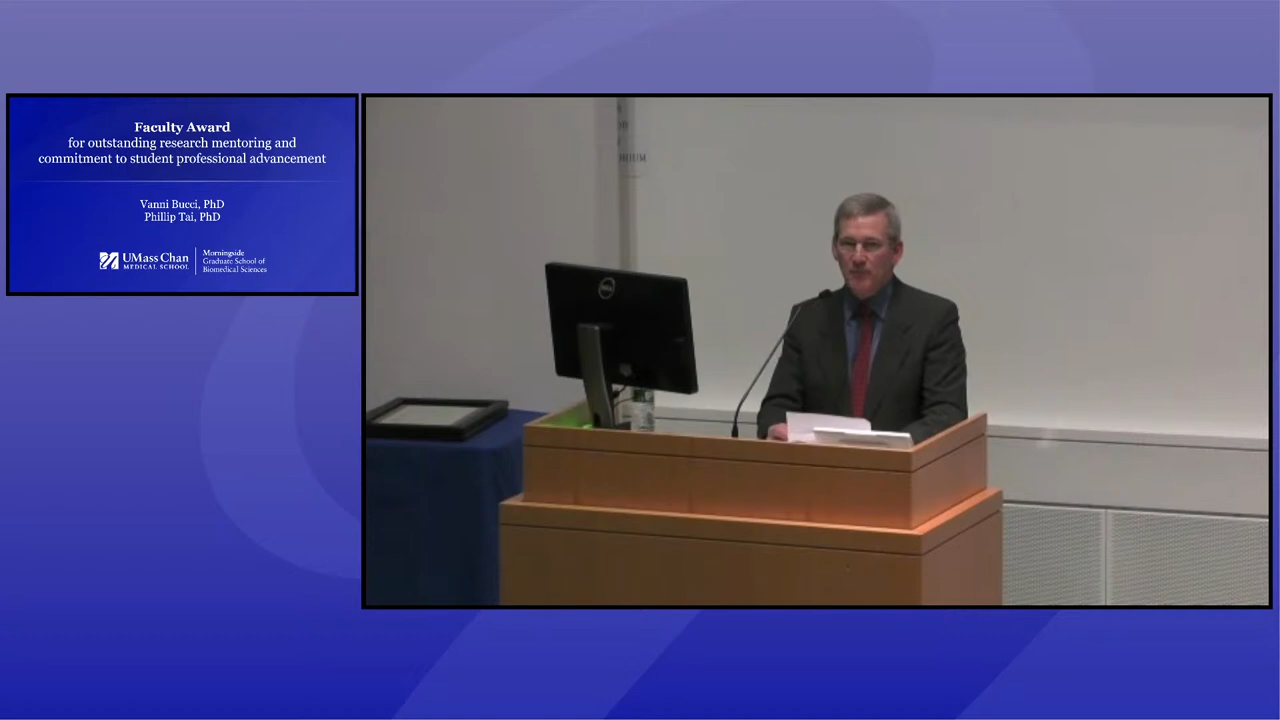 Faculty Award
for outstanding research mentoring and
commitment to student professional advancement
Vanni Bucci, PhD
Phillip Tai, PhD
UMass Chan
MEDICAL SCHOOL
Morningside
Graduate School of
Biomedical Sciences
DELL